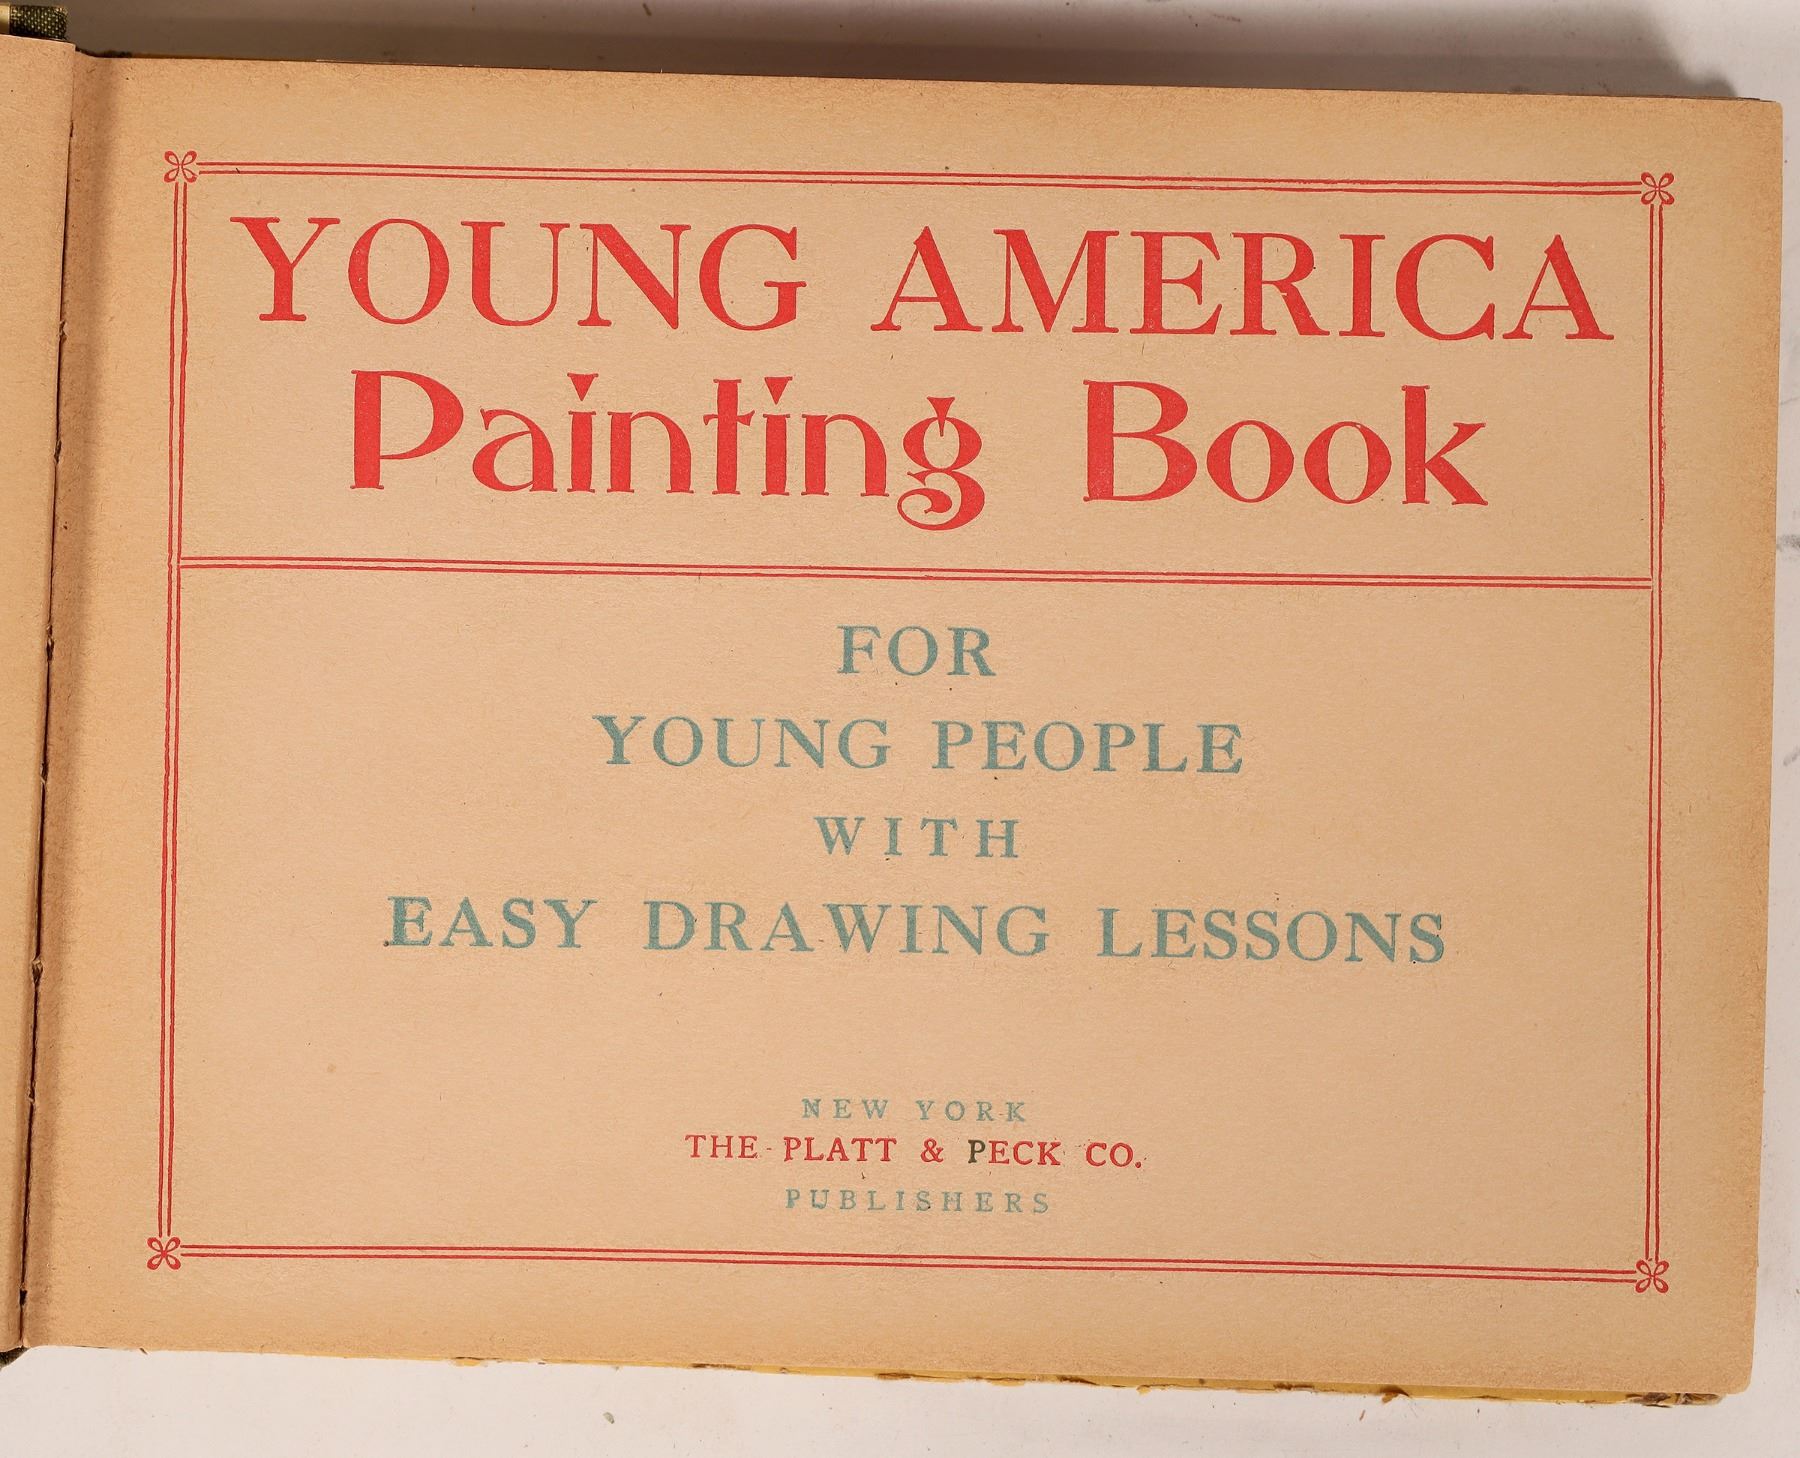 YOUNG AMERICA
Painting Book
FOR
YOUNG PEOPLE
WITH
EASY DRAWING LESSONS
NEW YORK
THE PLATT & PECK CO.
PUBLISHERS